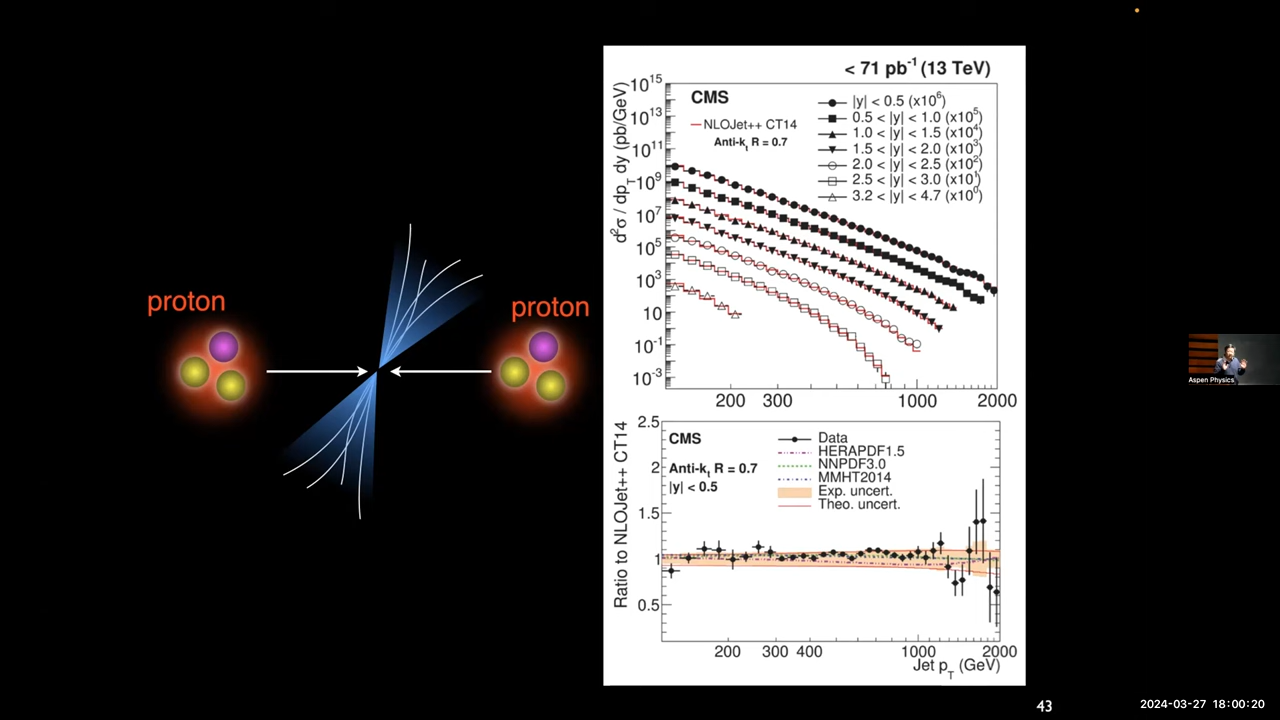 proton
proton
< 71 pb⁻¹ (13 TeV)
CMS
NLOJet++ CT14
Anti-kₜ R = 0.7
|y| < 0.5 (x10⁶)
0.5 < |y| < 1.0 (x10⁵)
1.0 < |y| < 1.5 (x10⁴)
1.5 < |y| < 2.0 (x10³)
2.0 < |y| < 2.5 (x10²)
2.5 < |y| < 3.0 (x10¹)
3.2 < |y| < 4.7 (x10⁰)
d²σ / dp_T dy (pb/GeV)
10¹⁵
10¹³
10¹¹
10⁹
10⁷
10⁵
10³
10
10⁻¹
10⁻³
200 300 1000 2000
CMS
Anti-kₜ R = 0.7
|y| < 0.5
Data
HERAPDF1.5
NNPDF3.0
MMHT2014
Exp. uncert.
Theo. uncert.
Ratio to NLOJet++ CT14
2.5
2
1.5
1
0.5
200 300 400 1000 2000
Jet p_T (GeV)
Aspen Physics
43
2024-03-27 18:00:20